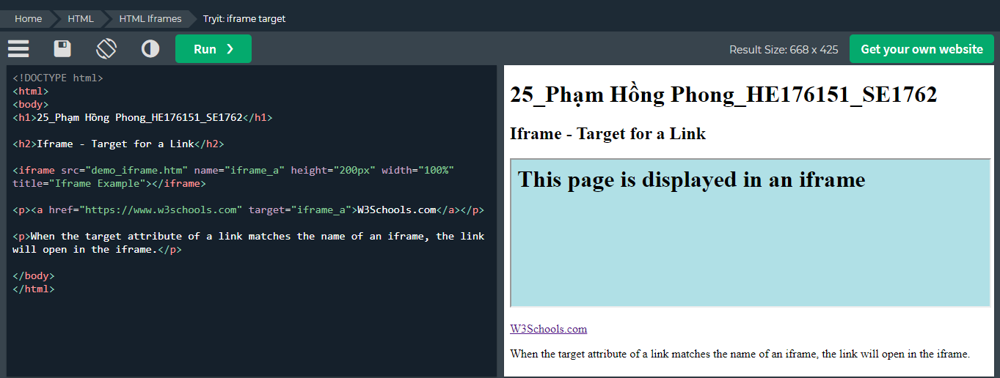 Home HTML HTML Iframes Tryit: iframe target
Run ❯ Result Size: 668 x 425 Get your own website
<!DOCTYPE html>
<html>
<body>
<h1>25_Phạm Hồng Phong_HE176151_SE1762</h1>
<h2>Iframe - Target for a Link</h2>
<iframe src="demo_iframe.htm" name="iframe_a" height="200px" width="100%"
title="Iframe Example"></iframe>
<p><a href="https://www.w3schools.com" target="iframe_a">W3Schools.com</a></p>
<p>When the target attribute of a link matches the name of an iframe, the link
will open in the iframe.</p>
</body>
</html>
25_Phạm Hồng Phong_HE176151_SE1762
Iframe - Target for a Link
This page is displayed in an iframe
W3Schools.com
When the target attribute of a link matches the name of an iframe, the link will open in the iframe.